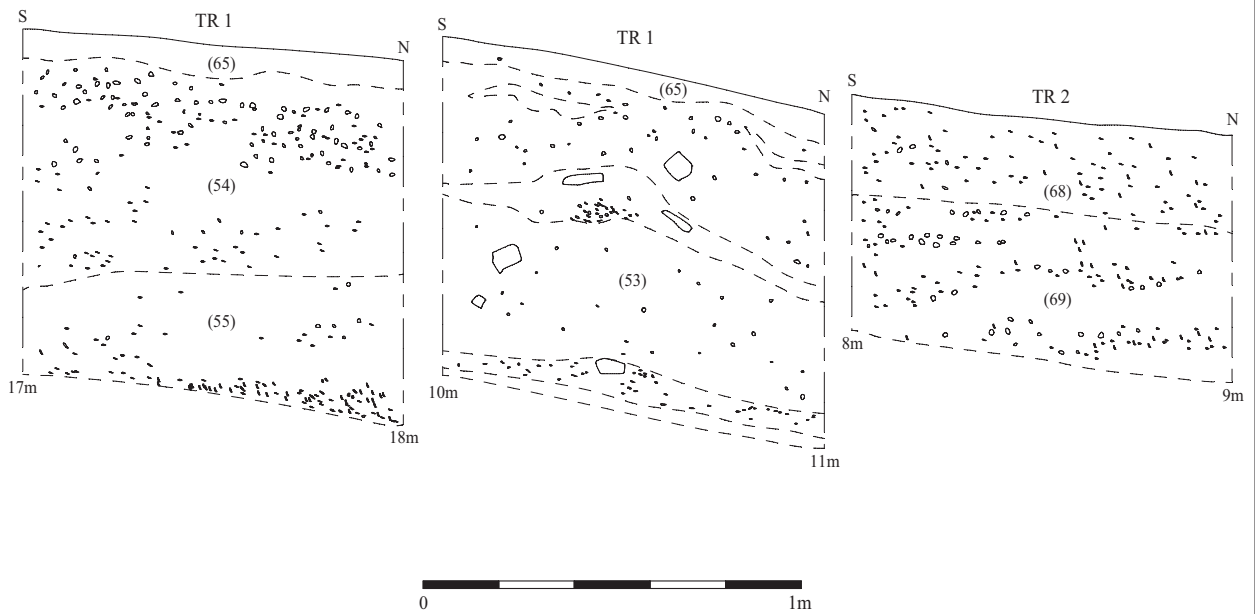 S
TR 1
N
(65)
(54)
(55)
17m
18m
S
TR 1
N
(65)
(53)
10m
11m
S
TR 2
N
(68)
(69)
8m
9m
0
1m